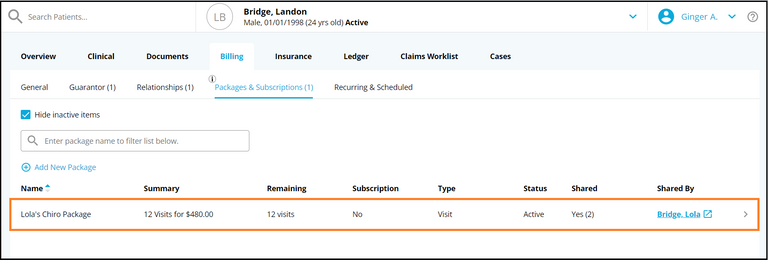 Search Patients...
LB
Bridge, Landon
Male, 01/01/1998 (24 yrs old) Active
Ginger A.
Overview Clinical Documents Billing Insurance Ledger Claims Worklist Cases
General Guarantor (1) Relationships (1) Packages & Subscriptions (1) Recurring & Scheduled
Hide inactive items
Enter package name to filter list below.
Add New Package
Name Summary Remaining Subscription Type Status Shared Shared By
Lola's Chiro Package 12 Visits for $480.00 12 visits No Visit Active Yes (2) Bridge, Lola